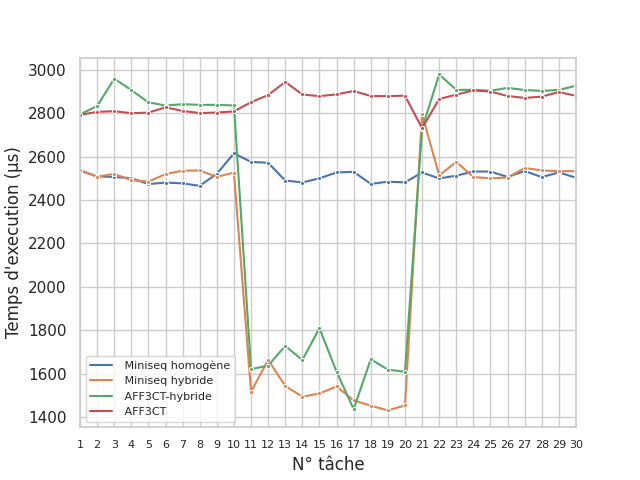 Temps d'execution (µs)
3000
2800
2600
2400
2200
2000
1800
1600
1400
Miniseq homogène
Miniseq hybride
AFF3CT-hybride
AFF3CT
1 2 3 4 5 6 7 8 9 10 11 12 13 14 15 16 17 18 19 20 21 22 23 24 25 26 27 28 29 30
N° tâche